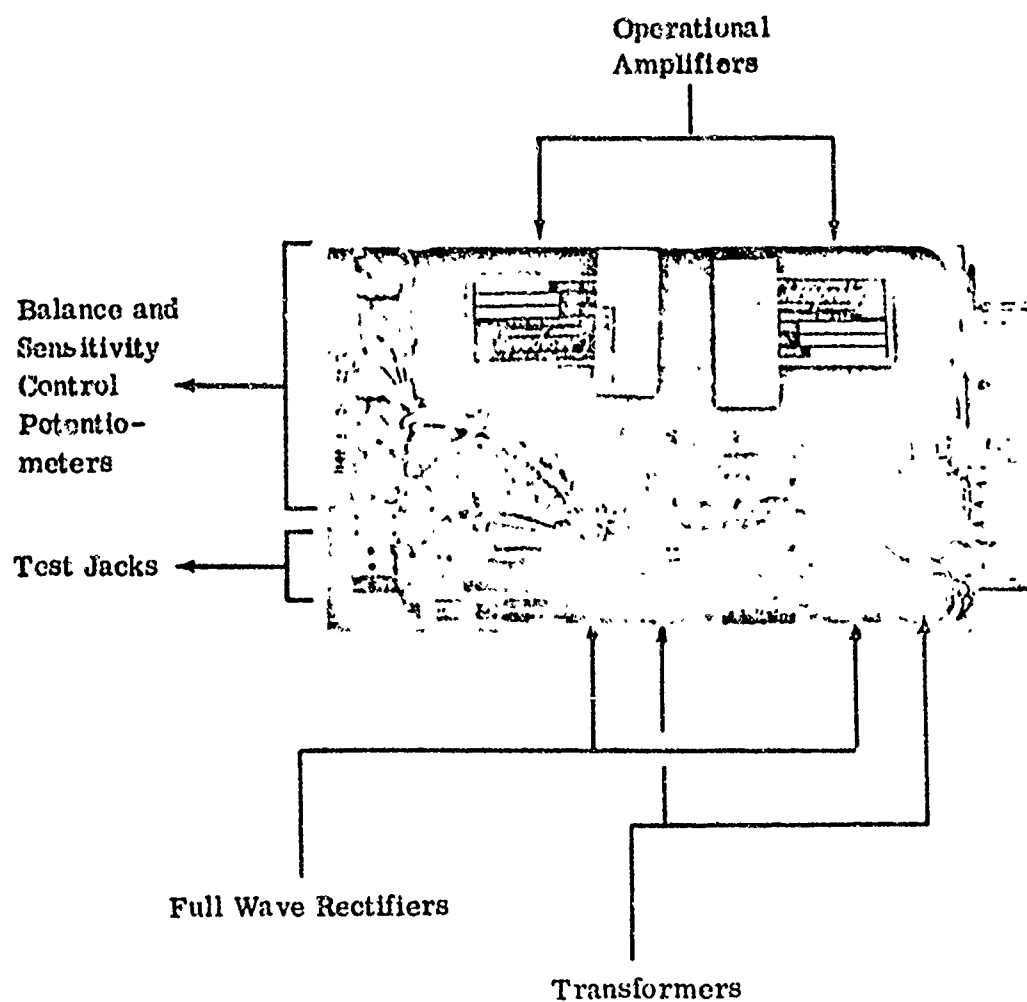 Operational
Amplifiers
Balance and
Sensitivity
Control
Potentio-
meters
Test Jacks
Full Wave Rectifiers
Transformers